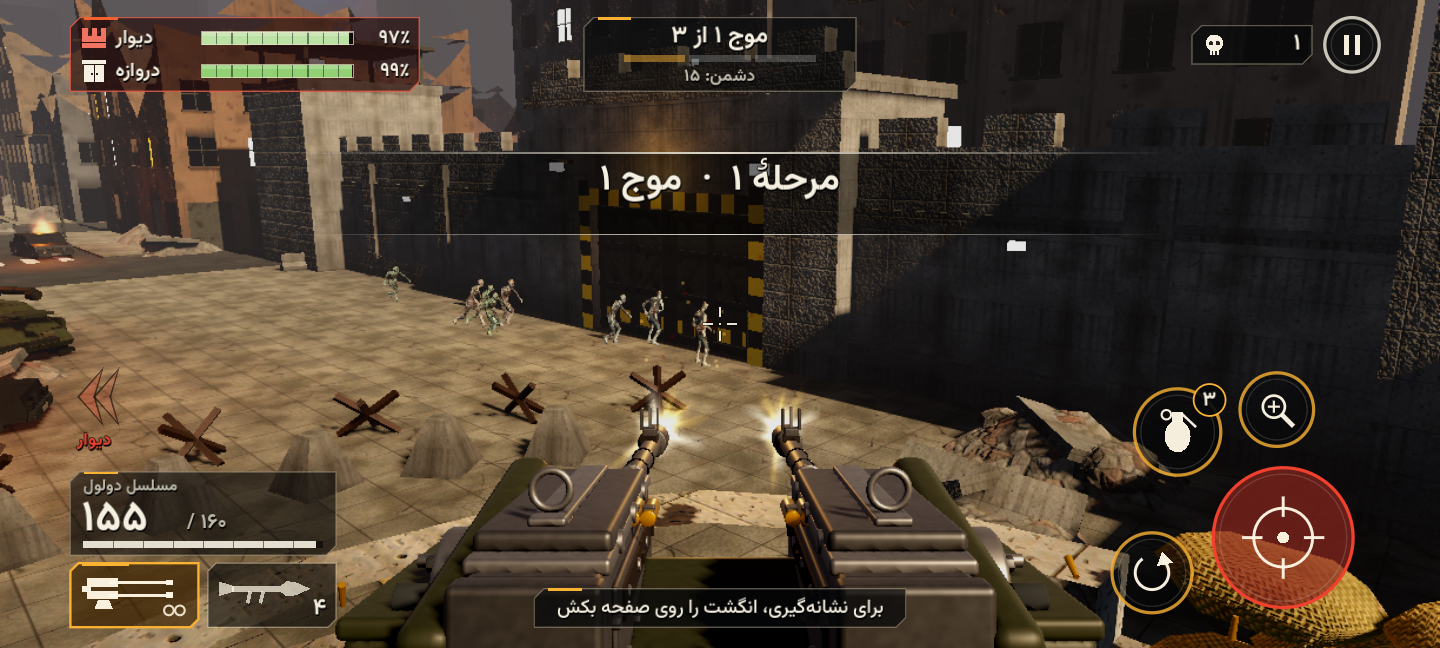 دیوار ۹۷٪
دروازه ۹۹٪
موج ۱ از ۳
دشمن: ۱۵
۱
مرحلهٔ ۱ · موج ۱
دیوار
۳
مسلسل دولول
۱۵۵ / ۱۶۰
∞
۴
برای نشانه‌گیری، انگشت را روی صفحه بکش